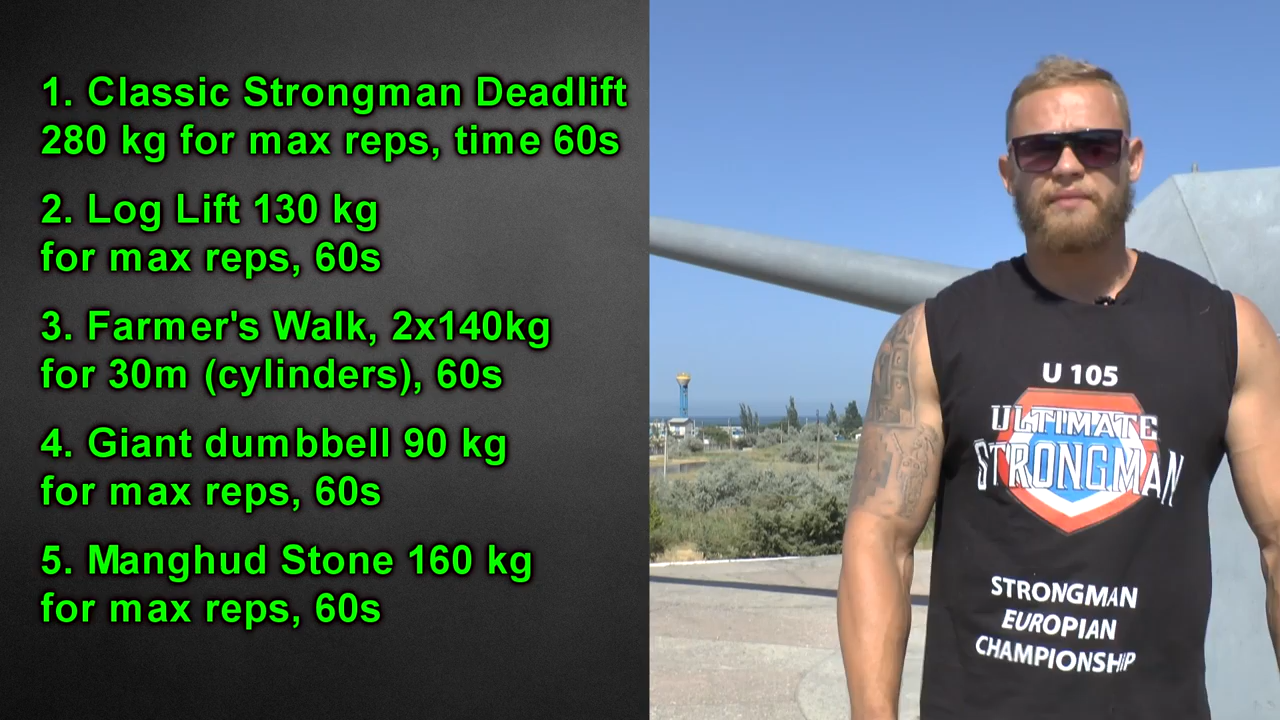 1. Classic Strongman Deadlift
280 kg for max reps, time 60s
2. Log Lift 130 kg
for max reps, 60s
3. Farmer's Walk, 2x140kg
for 30m (cylinders), 60s
4. Giant dumbbell 90 kg
for max reps, 60s
5. Manghud Stone 160 kg
for max reps, 60s
U 105
ULTIMATE
STRONGMAN
STRONGMAN
EUROPIAN
CHAMPIONSHIP